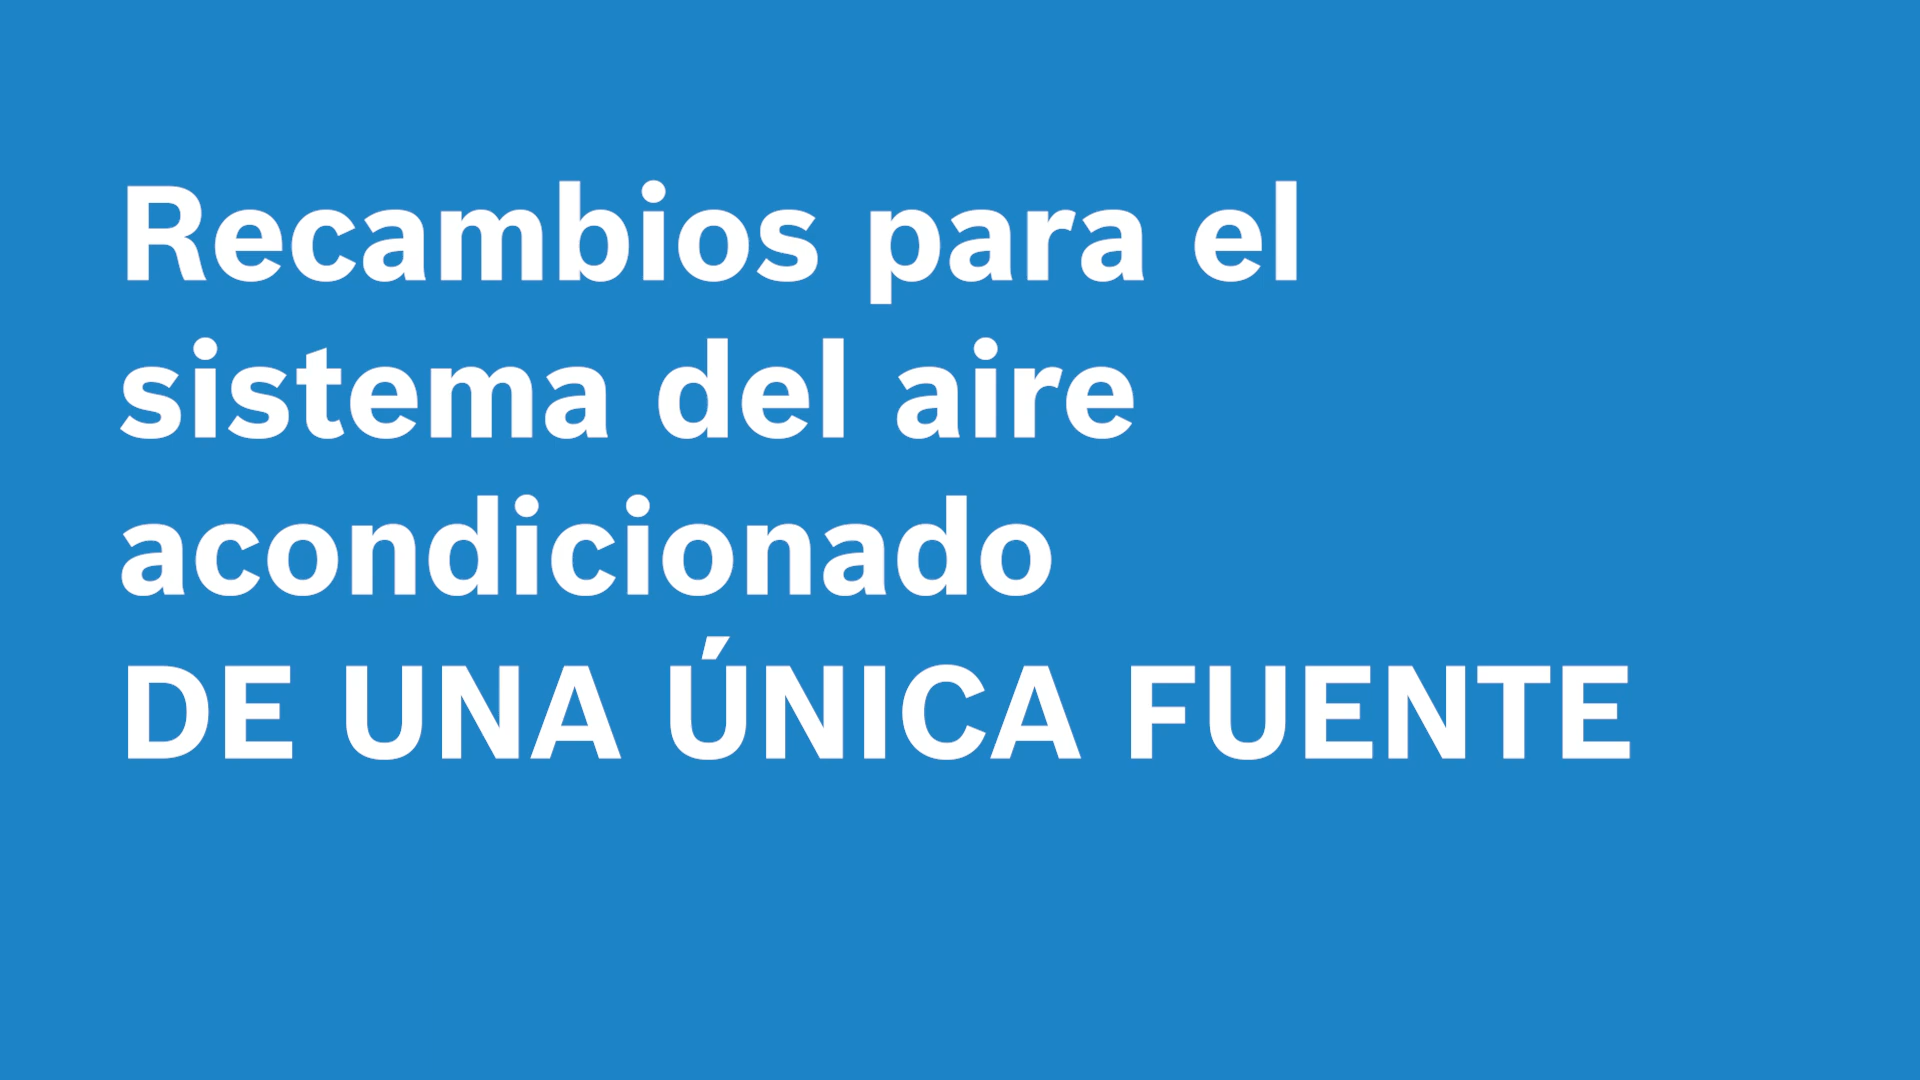 Recambios para el
sistema del aire
acondicionado
DE UNA ÚNICA FUENTE